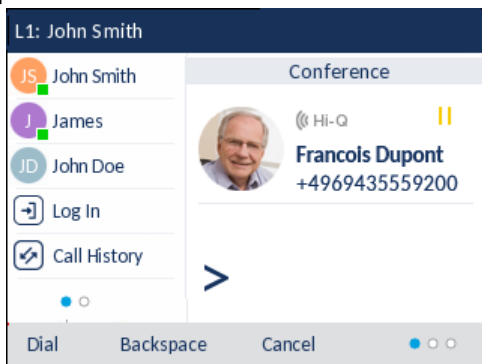 L1: John Smith
JS John Smith
J James
JD John Doe
Log In
Call History
Conference
Hi-Q
Francois Dupont
+4969435559200
>
Dial Backspace Cancel